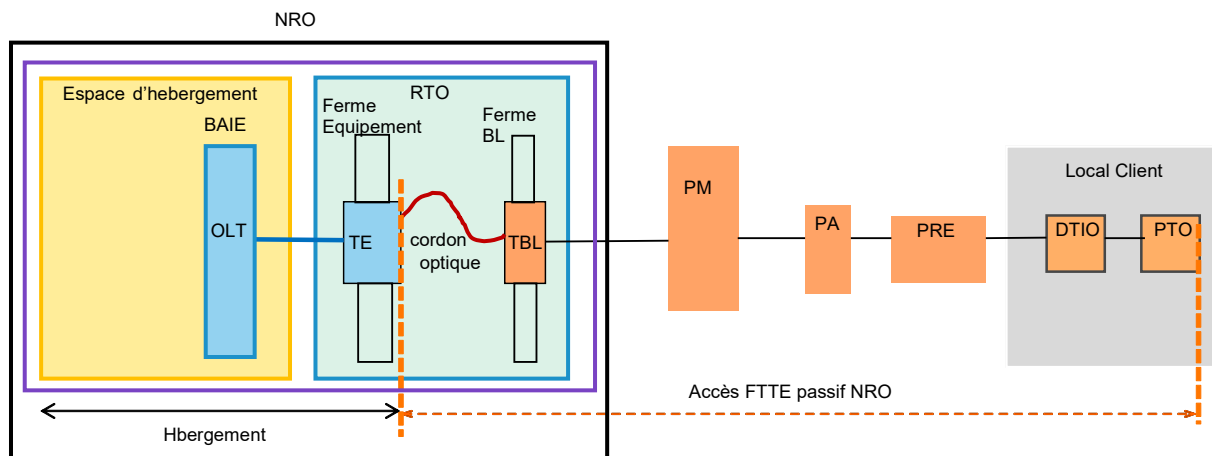 NRO
Espace d'hebergement
RTO
Ferme
Equipement
Ferme
BL
BAIE
OLT
TE
cordon
optique
TBL
PM
PA
PRE
Local Client
DTIO
PTO
Accès FTTE passif NRO
Hbergement